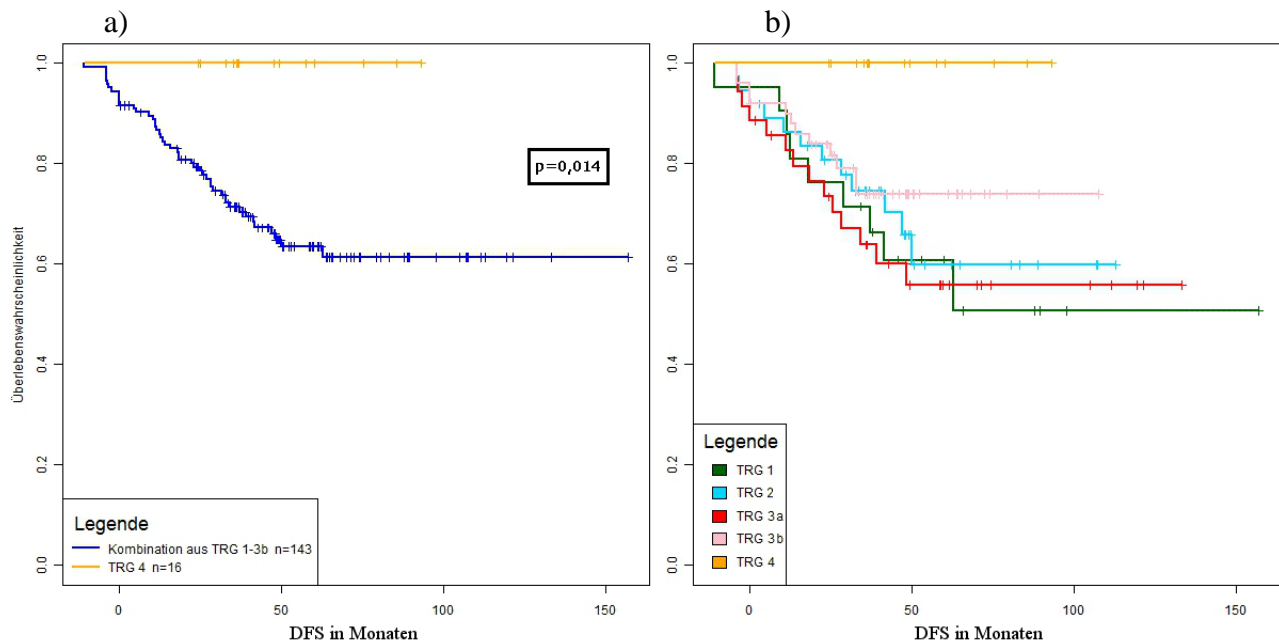 a)
Überlebenswahrscheinlichkeit
1.0
0.8
0.6
0.4
0.2
0.0
p=0,014
Legende
Kombination aus TRG 1-3b n=143
TRG 4 n=16
0 50 100 150
DFS in Monaten
b)
1.0
0.8
0.6
0.4
0.2
0.0
Legende
TRG 1
TRG 2
TRG 3a
TRG 3b
TRG 4
0 50 100 150
DFS in Monaten